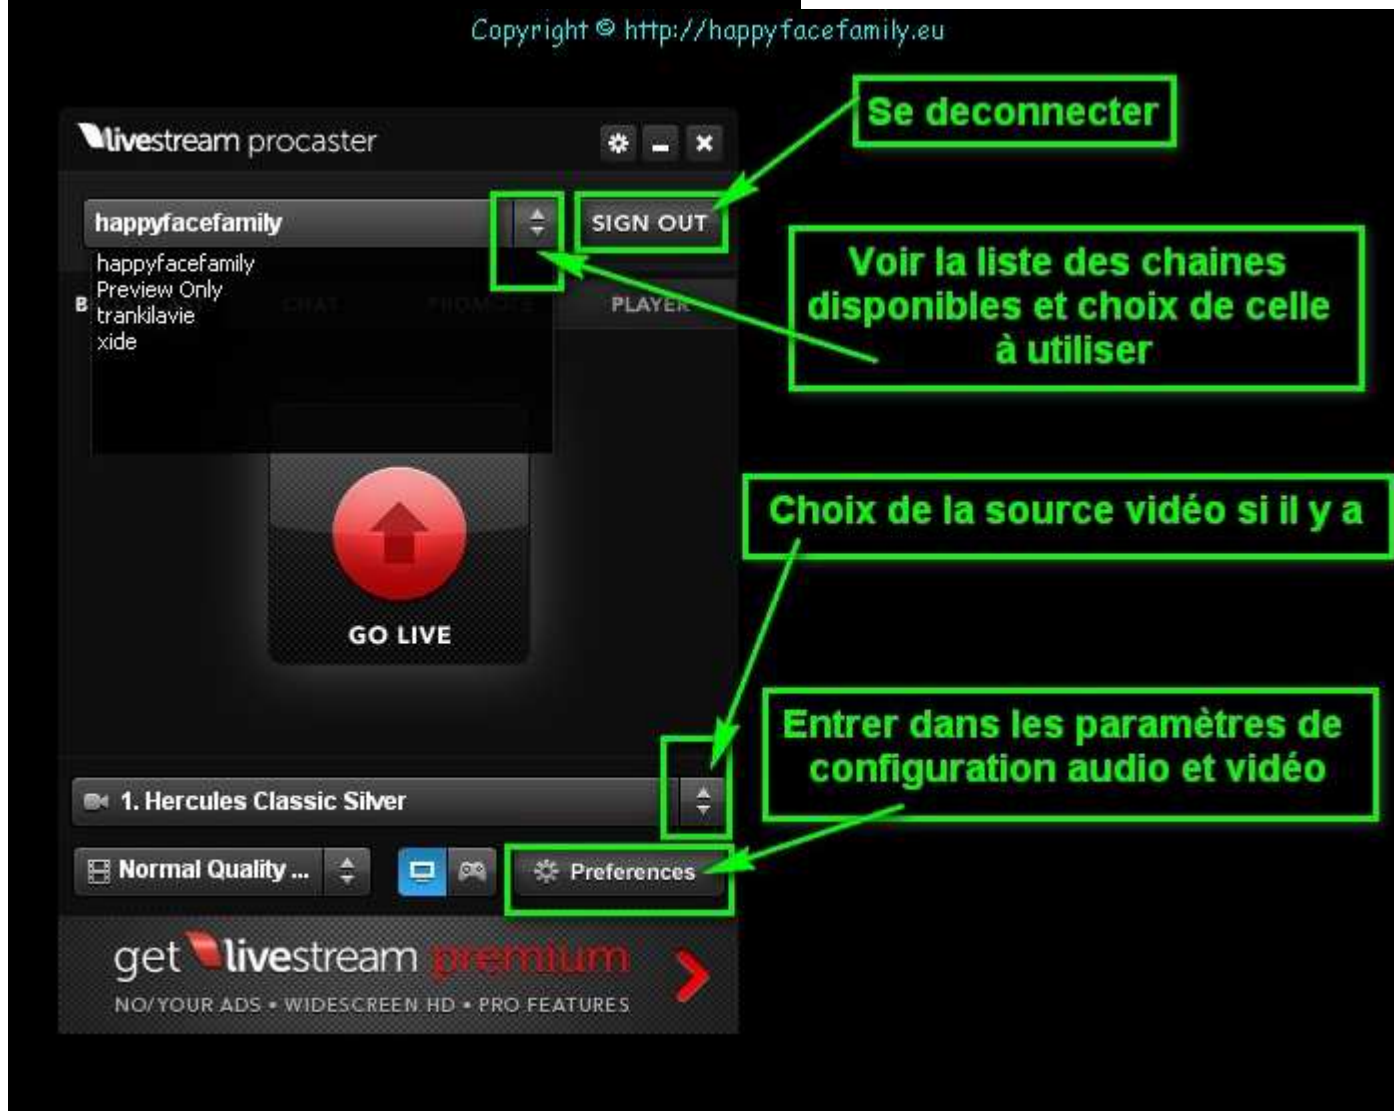 Copyright © http://happyfacefamily.eu
Se deconnecter
livestream procaster
happyfacefamily
SIGN OUT
happyfacefamily
Preview Only
trankilavie
xide
B
CHAT
PROMOTE
PLAYER
Voir la liste des chaines
disponibles et choix de celle
à utiliser
GO LIVE
Choix de la source vidéo si il y a
Entrer dans les paramètres de
configuration audio et vidéo
1. Hercules Classic Silver
Normal Quality ...
Preferences
get livestream premium
NO/YOUR ADS • WIDESCREEN HD • PRO FEATURES